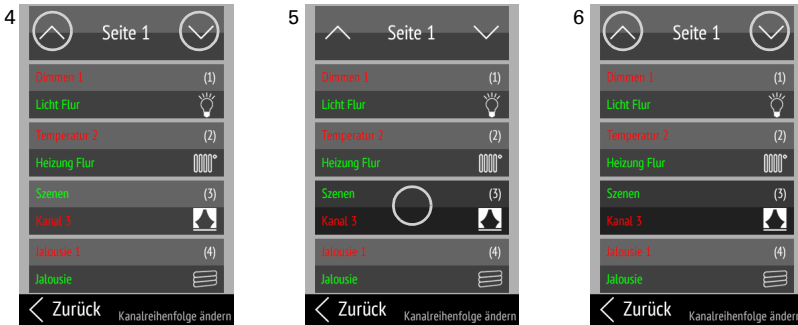 4
Seite 1
Dimmen 1 (1)
Licht Flur
Temperatur 2 (2)
Heizung Flur
Szenen (3)
Kanal 3
Jalousie 1 (4)
Jalousie
Zurück Kanalreihenfolge ändern
5
Seite 1
Dimmen 1 (1)
Licht Flur
Temperatur 2 (2)
Heizung Flur
Szenen (3)
Kanal 3
Jalousie 1 (4)
Jalousie
Zurück Kanalreihenfolge ändern
6
Seite 1
Dimmen 1 (1)
Licht Flur
Temperatur 2 (2)
Heizung Flur
Szenen (3)
Kanal 3
Jalousie 1 (4)
Jalousie
Zurück Kanalreihenfolge ändern